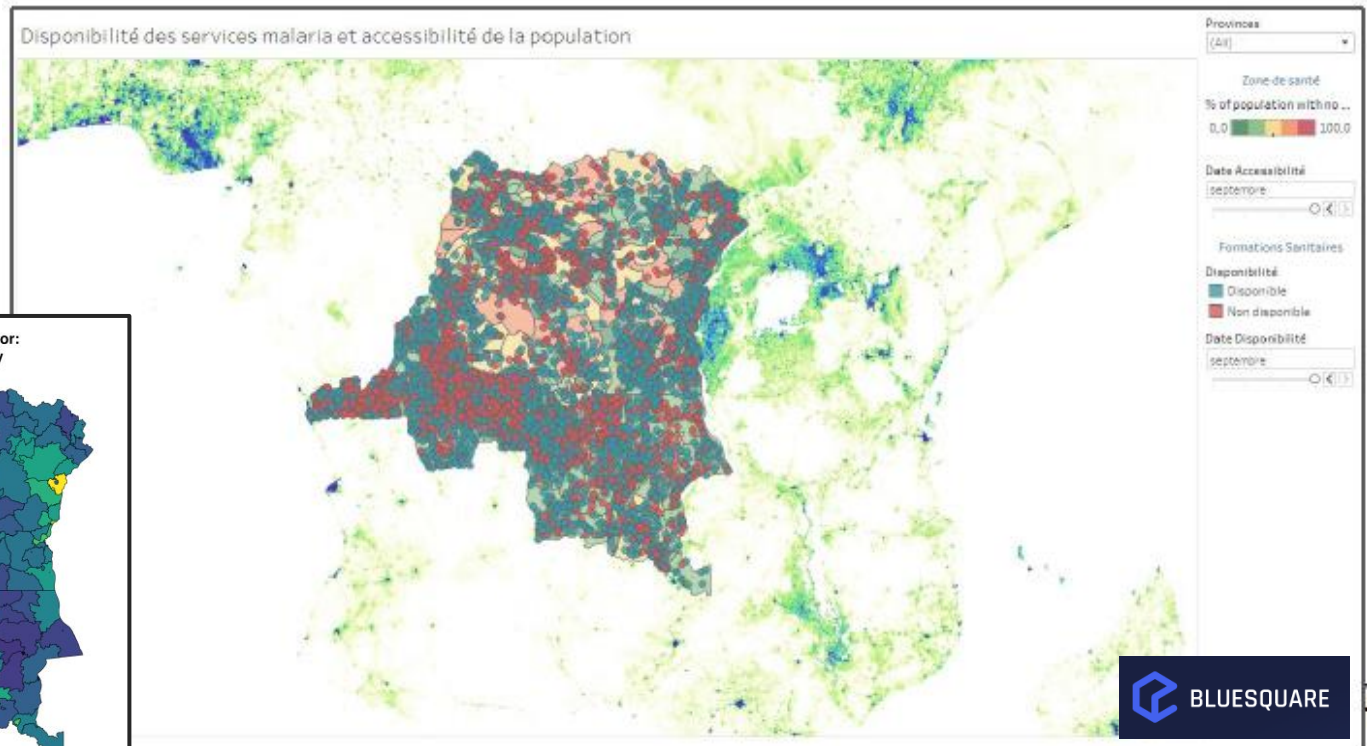 Disponibilité des services malaria et accessibilité de la population
Provinces
(All)
Zone de santé
% of population with no ...
0,0 100,0
Date Accessibilité
septembre
Formations Sanitaires
Disponibilité
Disponible
Non disponible
Date Disponibilité
septembre
or:
BLUESQUARE